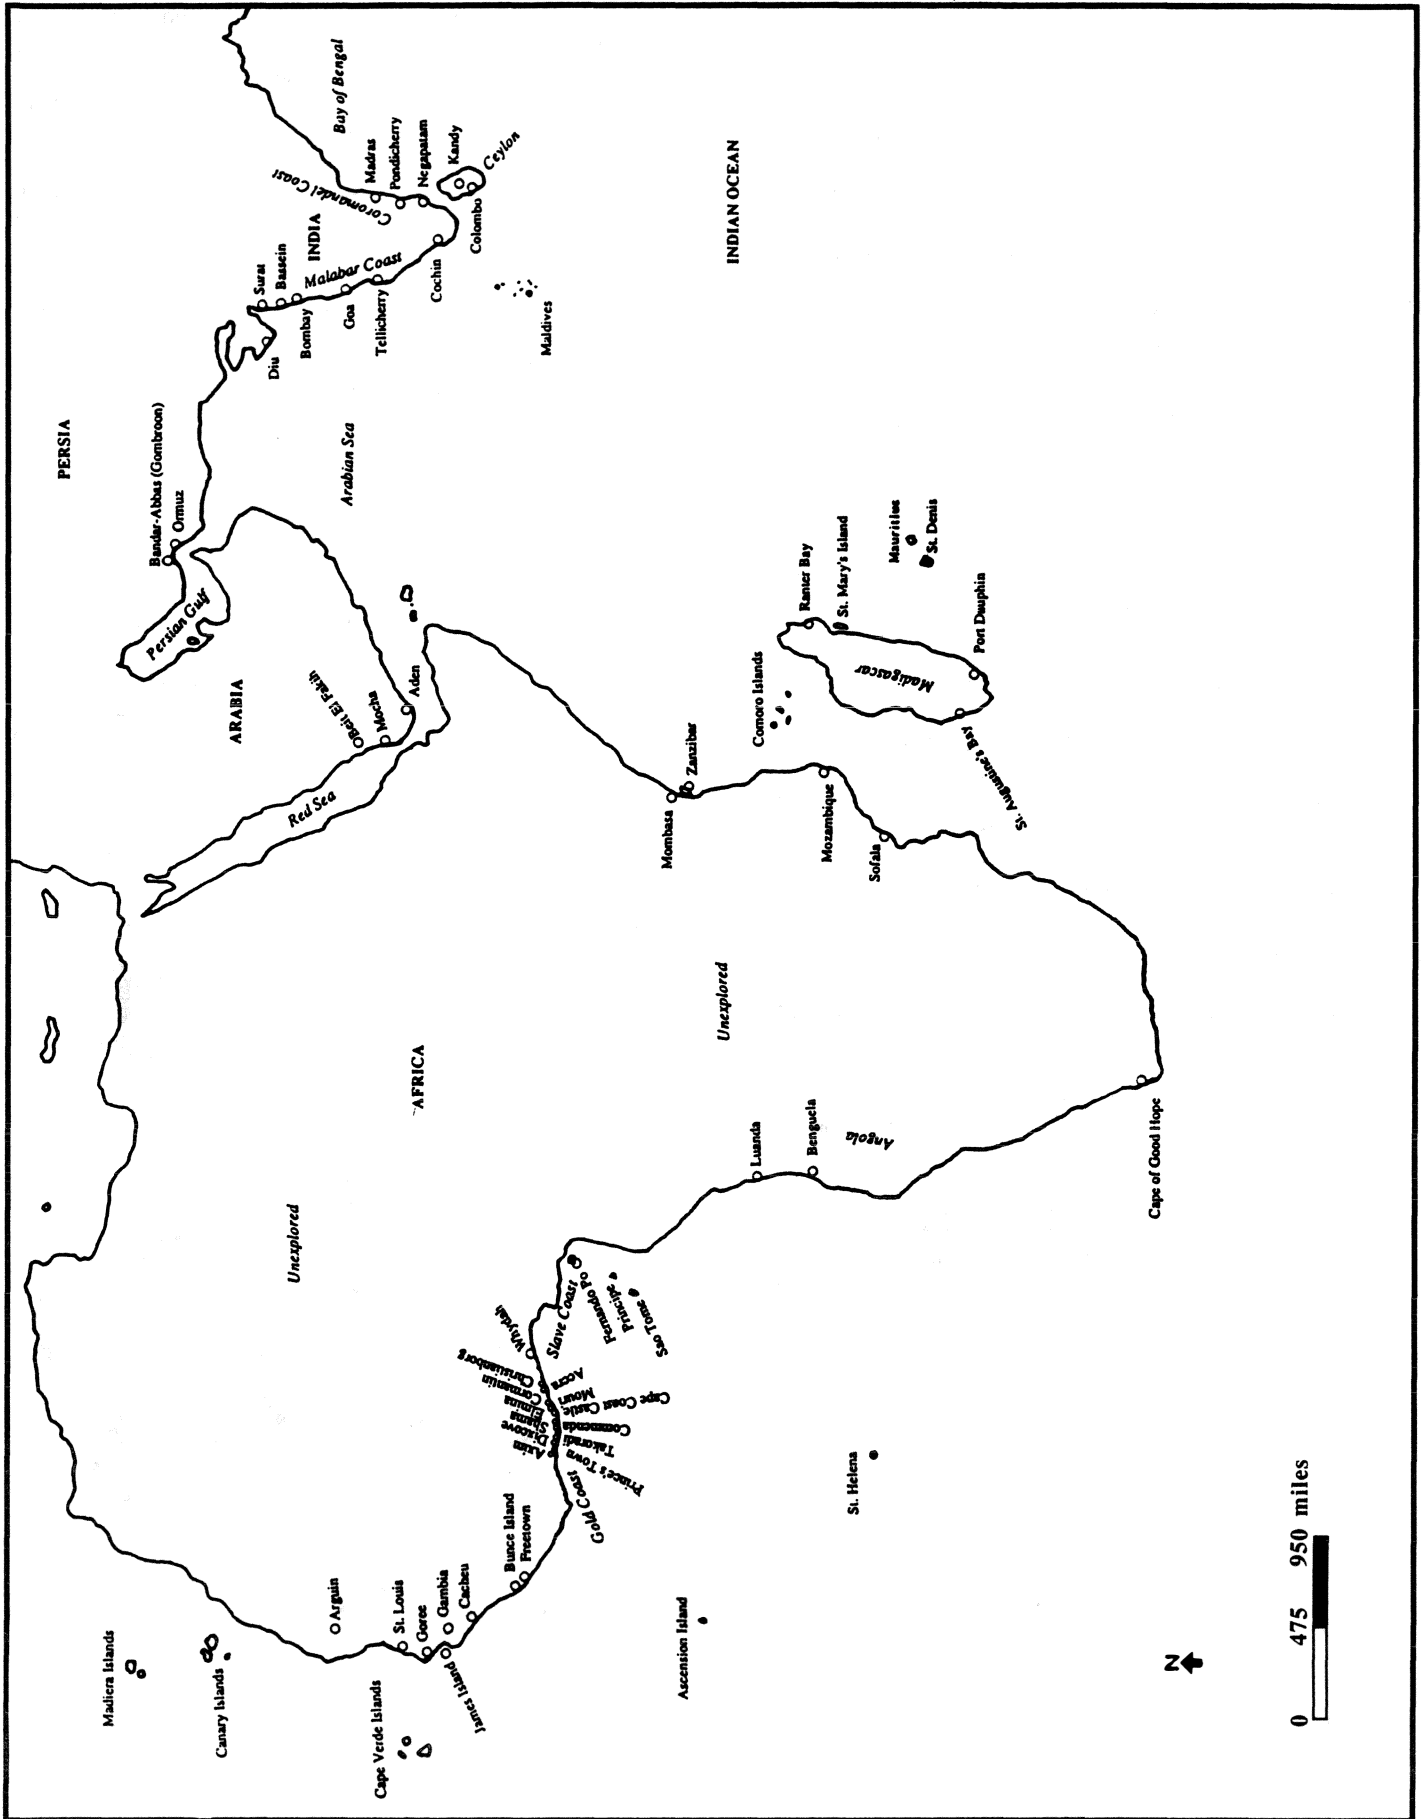 Madiera Islands
Canary Islands
Cape Verde Islands
Arguin
St. Louis
Goree
Gambia
James Island
Cacheu
Bunce Island
Freetown
Gold Coast
Axim
Prince's Town
Discove
Takaradi
Shama
Commenda
Elmina
Cape Coast Castle
Mouri
Cormantin
Accra
Christianborg
Whydah
Slave Coast
Fernando Po
Principe
Sao Tome
Ascension Island
St. Helena
Unexplored
AFRICA
Unexplored
Luanda
Benguela
Angola
Cape of Good Hope
Sofala
Mozambique
Mombasa
Zanzibar
Comoro Islands
St. Augustine's Bay
Madigascar
Port Dauphin
Ranter Bay
St. Mary's Island
Mauritius
St. Denis
Red Sea
ARABIA
Beit El Fakih
Mocha
Aden
Persian Gulf
Bandar-Abbas (Gombroon)
Ormuz
PERSIA
Arabian Sea
Diu
Surat
Bassein
Bombay
INDIA
Malabar Coast
Goa
Tellicherry
Cochin
Maldives
Coromandel Coast
Bay of Bengal
Madras
Pondicherry
Negapatam
Kandy
Ceylon
Colombo
INDIAN OCEAN
N
0 475 950 miles